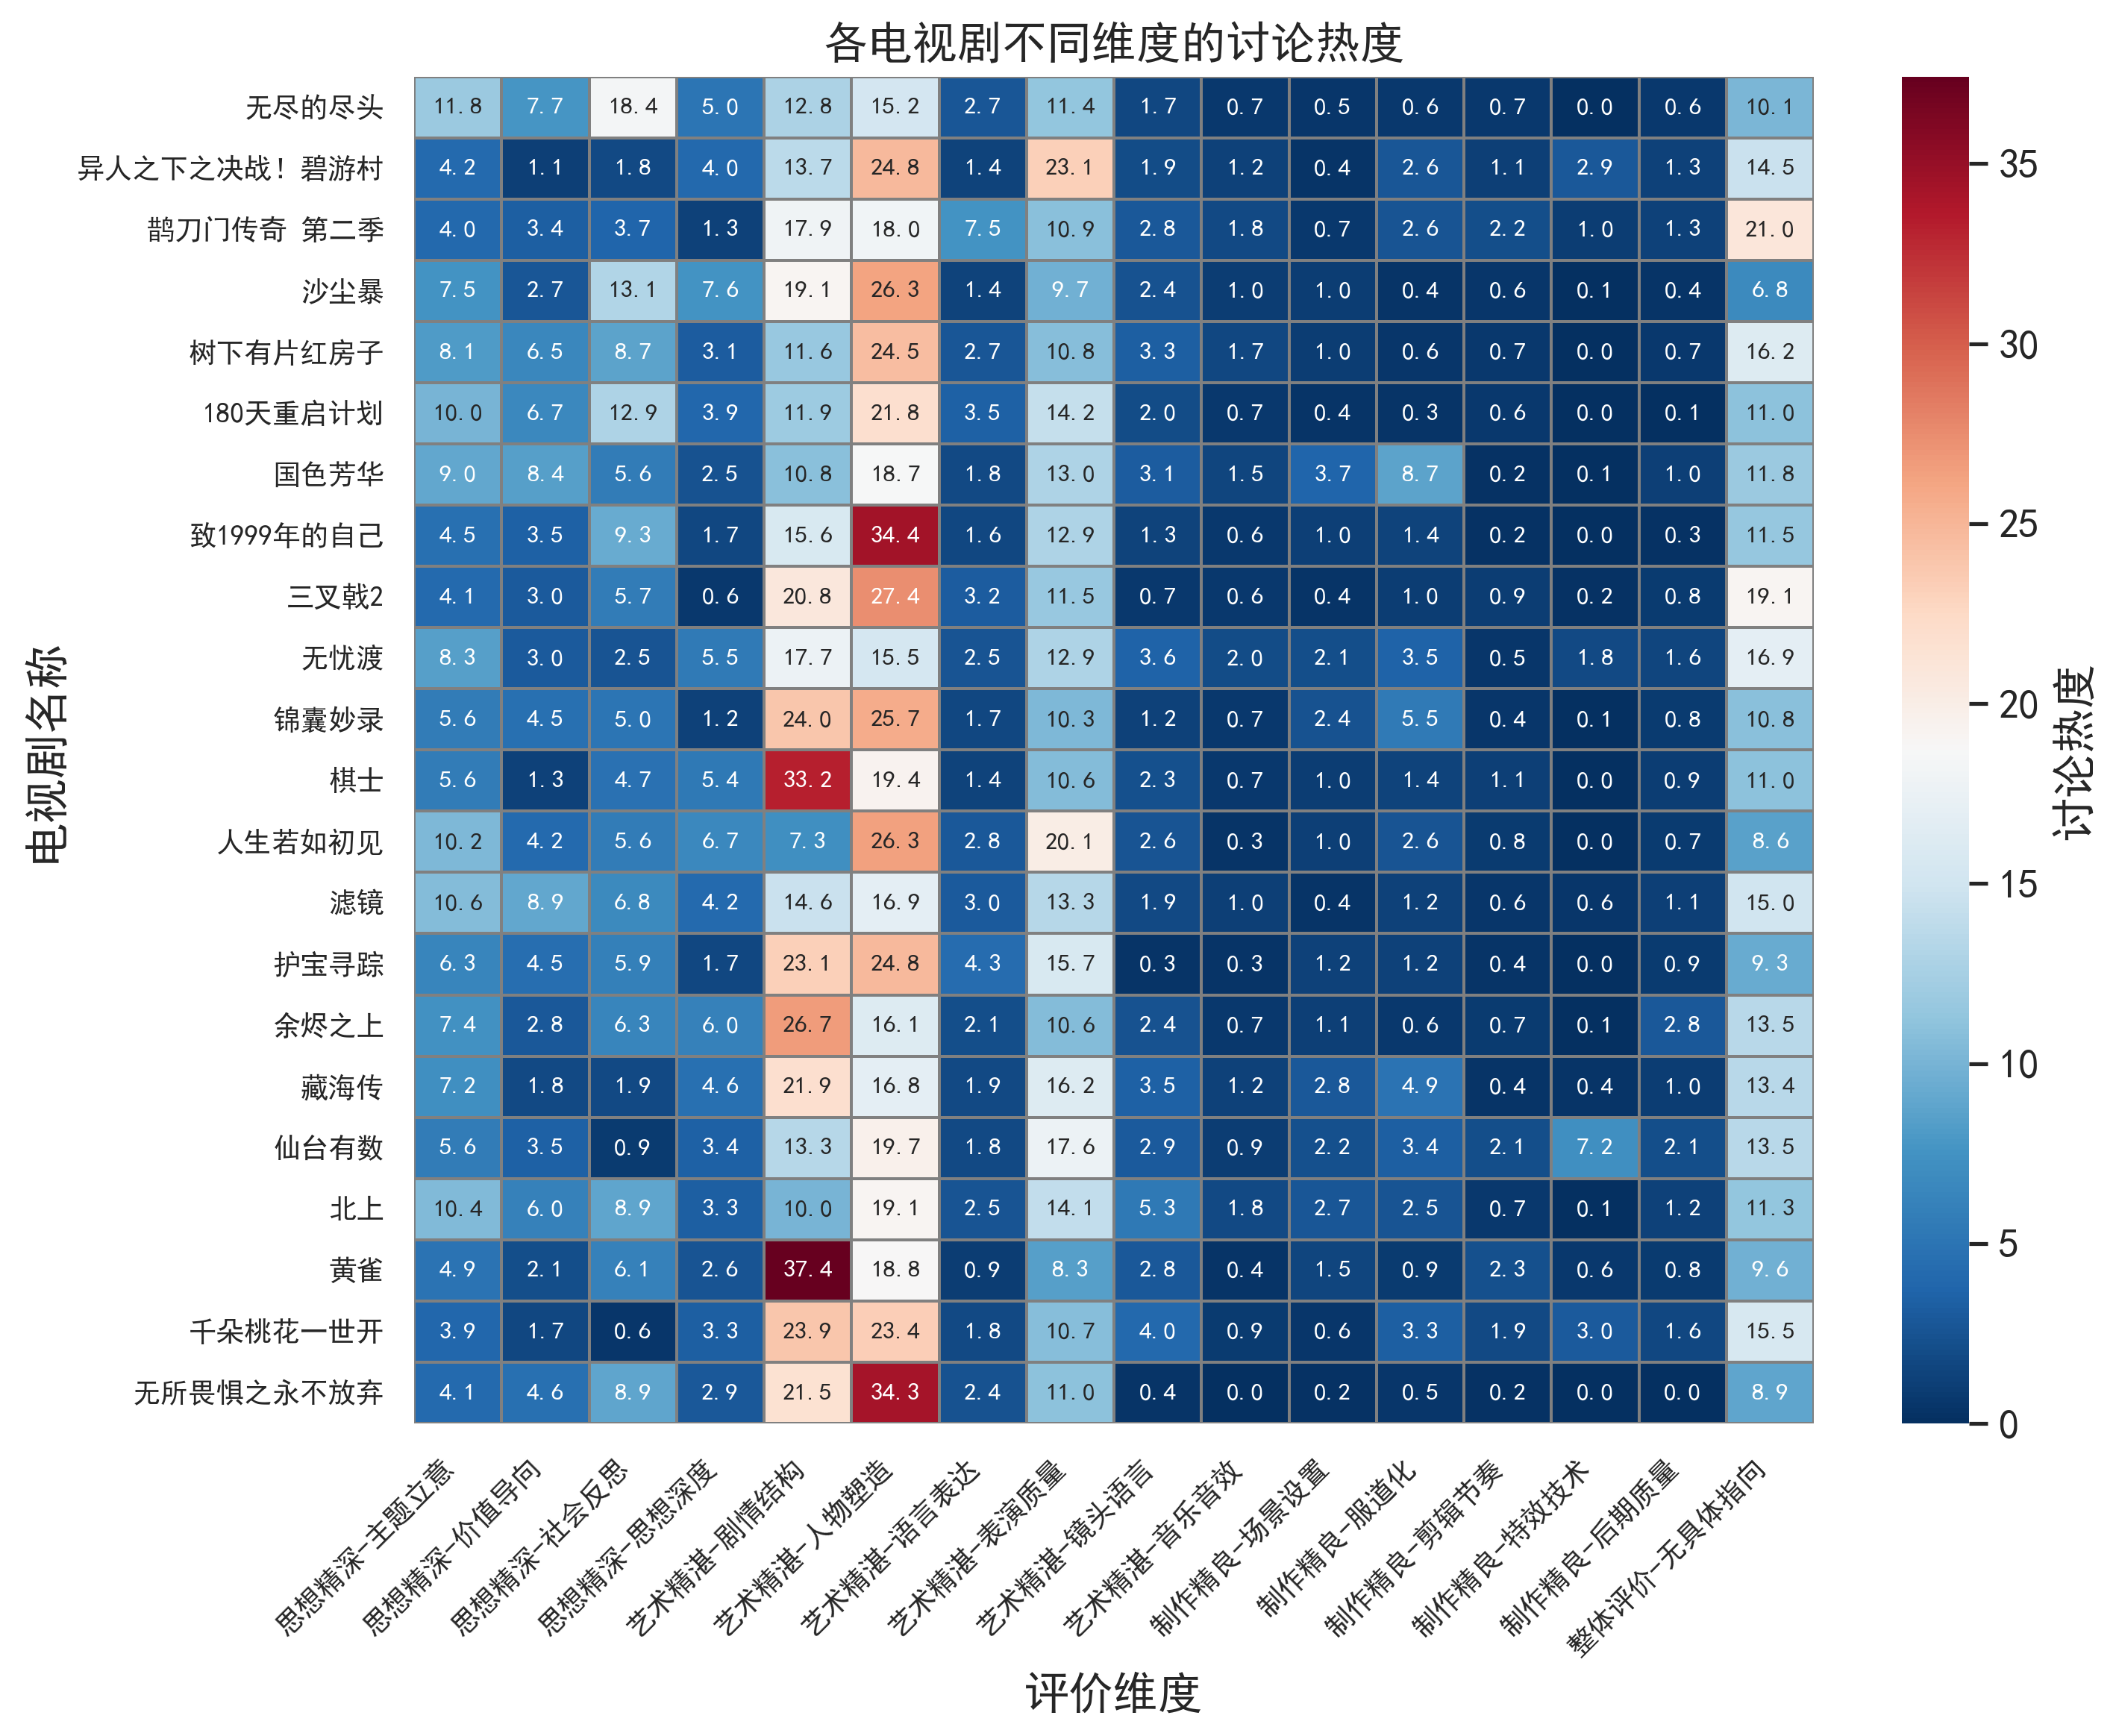 各电视剧不同维度的讨论热度
电视剧名称
无尽的尽头 11.8 7.7 18.4 5.0 12.8 15.2 2.7 11.4 1.7 0.7 0.5 0.6 0.7 0.0 0.6 10.1
异人之下之决战！碧游村 4.2 1.1 1.8 4.0 13.7 24.8 1.4 23.1 1.9 1.2 0.4 2.6 1.1 2.9 1.3 14.5
鹊刀门传奇 第二季 4.0 3.4 3.7 1.3 17.9 18.0 7.5 10.9 2.8 1.8 0.7 2.6 2.2 1.0 1.3 21.0
沙尘暴 7.5 2.7 13.1 7.6 19.1 26.3 1.4 9.7 2.4 1.0 1.0 0.4 0.6 0.1 0.4 6.8
树下有片红房子 8.1 6.5 8.7 3.1 11.6 24.5 2.7 10.8 3.3 1.7 1.0 0.6 0.7 0.0 0.7 16.2
180天重启计划 10.0 6.7 12.9 3.9 11.9 21.8 3.5 14.2 2.0 0.7 0.4 0.3 0.6 0.0 0.1 11.0
国色芳华 9.0 8.4 5.6 2.5 10.8 18.7 1.8 13.0 3.1 1.5 3.7 8.7 0.2 0.1 1.0 11.8
致1999年的自己 4.5 3.5 9.3 1.7 15.6 34.4 1.6 12.9 1.3 0.6 1.0 1.4 0.2 0.0 0.3 11.5
三叉戟2 4.1 3.0 5.7 0.6 20.8 27.4 3.2 11.5 0.7 0.6 0.4 1.0 0.9 0.2 0.8 19.1
无忧渡 8.3 3.0 2.5 5.5 17.7 15.5 2.5 12.9 3.6 2.0 2.1 3.5 0.5 1.8 1.6 16.9
锦囊妙录 5.6 4.5 5.0 1.2 24.0 25.7 1.7 10.3 1.2 0.7 2.4 5.5 0.4 0.1 0.8 10.8
棋士 5.6 1.3 4.7 5.4 33.2 19.4 1.4 10.6 2.3 0.7 1.0 1.4 1.1 0.0 0.9 11.0
人生若如初见 10.2 4.2 5.6 6.7 7.3 26.3 2.8 20.1 2.6 0.3 1.0 2.6 0.8 0.0 0.7 8.6
滤镜 10.6 8.9 6.8 4.2 14.6 16.9 3.0 13.3 1.9 1.0 0.4 1.2 0.6 0.6 1.1 15.0
护宝寻踪 6.3 4.5 5.9 1.7 23.1 24.8 4.3 15.7 0.3 0.3 1.2 1.2 0.4 0.0 0.9 9.3
余烬之上 7.4 2.8 6.3 6.0 26.7 16.1 2.1 10.6 2.4 0.7 1.1 0.6 0.7 0.1 2.8 13.5
藏海传 7.2 1.8 1.9 4.6 21.9 16.8 1.9 16.2 3.5 1.2 2.8 4.9 0.4 0.4 1.0 13.4
仙台有数 5.6 3.5 0.9 3.4 13.3 19.7 1.8 17.6 2.9 0.9 2.2 3.4 2.1 7.2 2.1 13.5
北上 10.4 6.0 8.9 3.3 10.0 19.1 2.5 14.1 5.3 1.8 2.7 2.5 0.7 0.1 1.2 11.3
黄雀 4.9 2.1 6.1 2.6 37.4 18.8 0.9 8.3 2.8 0.4 1.5 0.9 2.3 0.6 0.8 9.6
千朵桃花一世开 3.9 1.7 0.6 3.3 23.9 23.4 1.8 10.7 4.0 0.9 0.6 3.3 1.9 3.0 1.6 15.5
无所畏惧之永不放弃 4.1 4.6 8.9 2.9 21.5 34.3 2.4 11.0 0.4 0.0 0.2 0.5 0.2 0.0 0.0 8.9
思想精深-主题立意
思想精深-价值导向
思想精深-社会反思
思想精深-思想深度
艺术精湛-剧情结构
艺术精湛-人物塑造
艺术精湛-语言表达
艺术精湛-表演质量
艺术精湛-镜头语言
艺术精湛-音乐音效
制作精良-场景设置
制作精良-服道化
制作精良-剪辑节奏
制作精良-特效技术
制作精良-后期质量
整体评价-无具体指向
评价维度
35
30
25
20
15
10
5
0
讨论热度